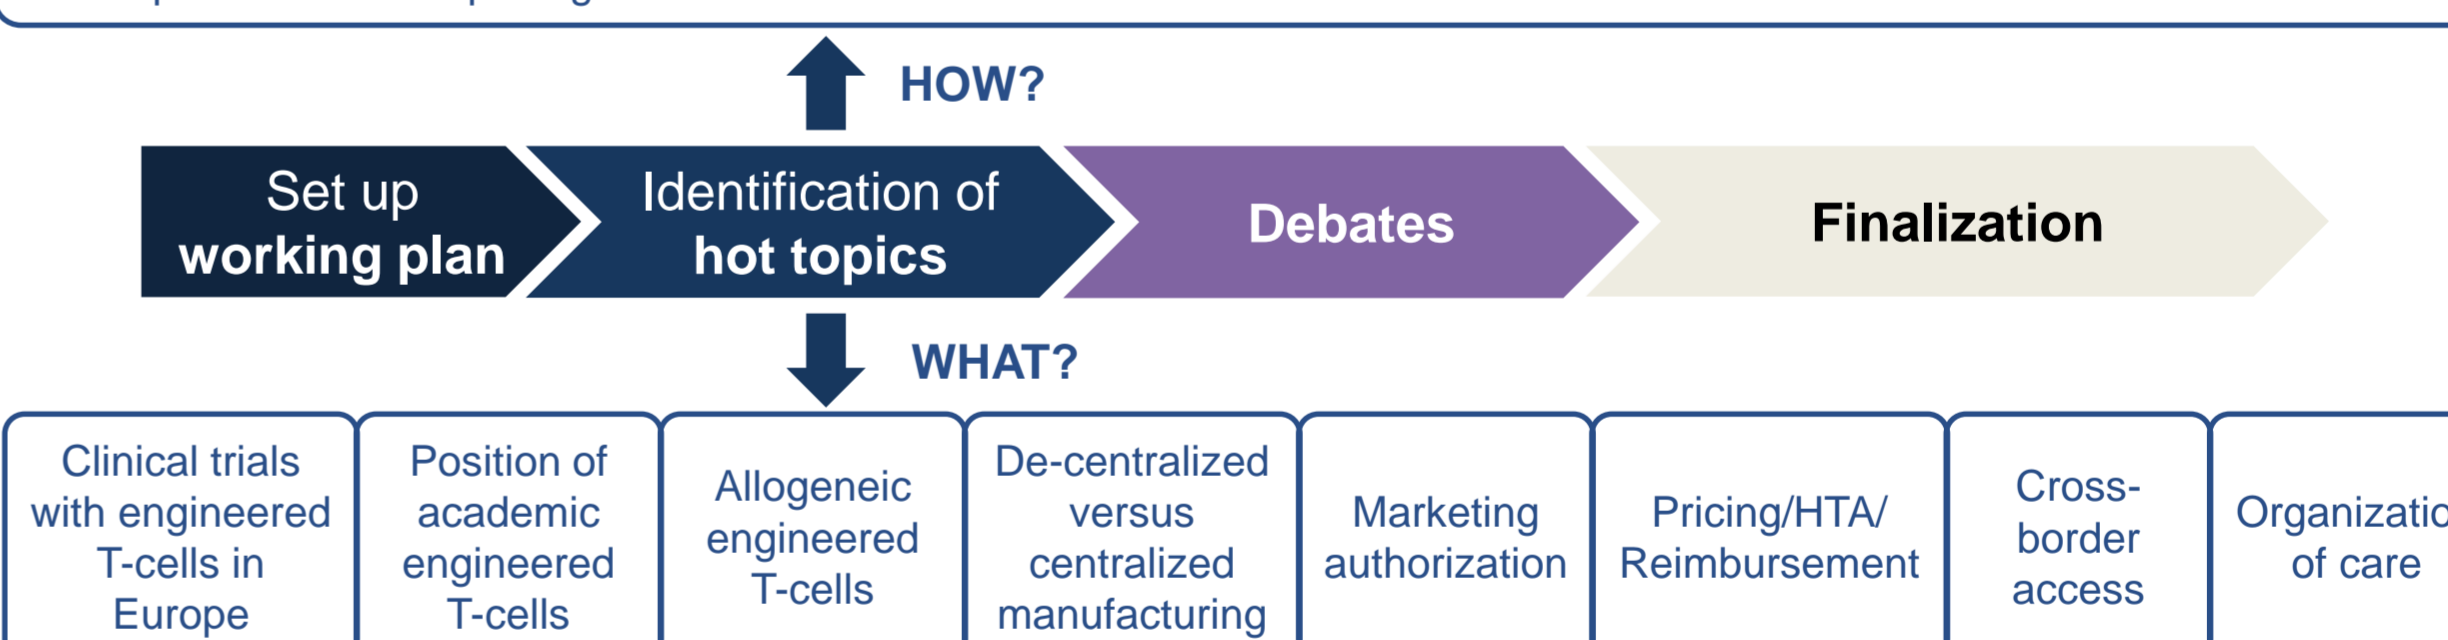 HOW?
Set up
working plan
Identification of
hot topics
Debates
Finalization
WHAT?
Clinical trials
with engineered
T-cells in
Europe
Position of
academic
engineered
T-cells
Allogeneic
engineered
T-cells
De-centralized
versus
centralized
manufacturing
Marketing
authorization
Pricing/HTA/
Reimbursement
Cross-
border
access
Organizatio
of care